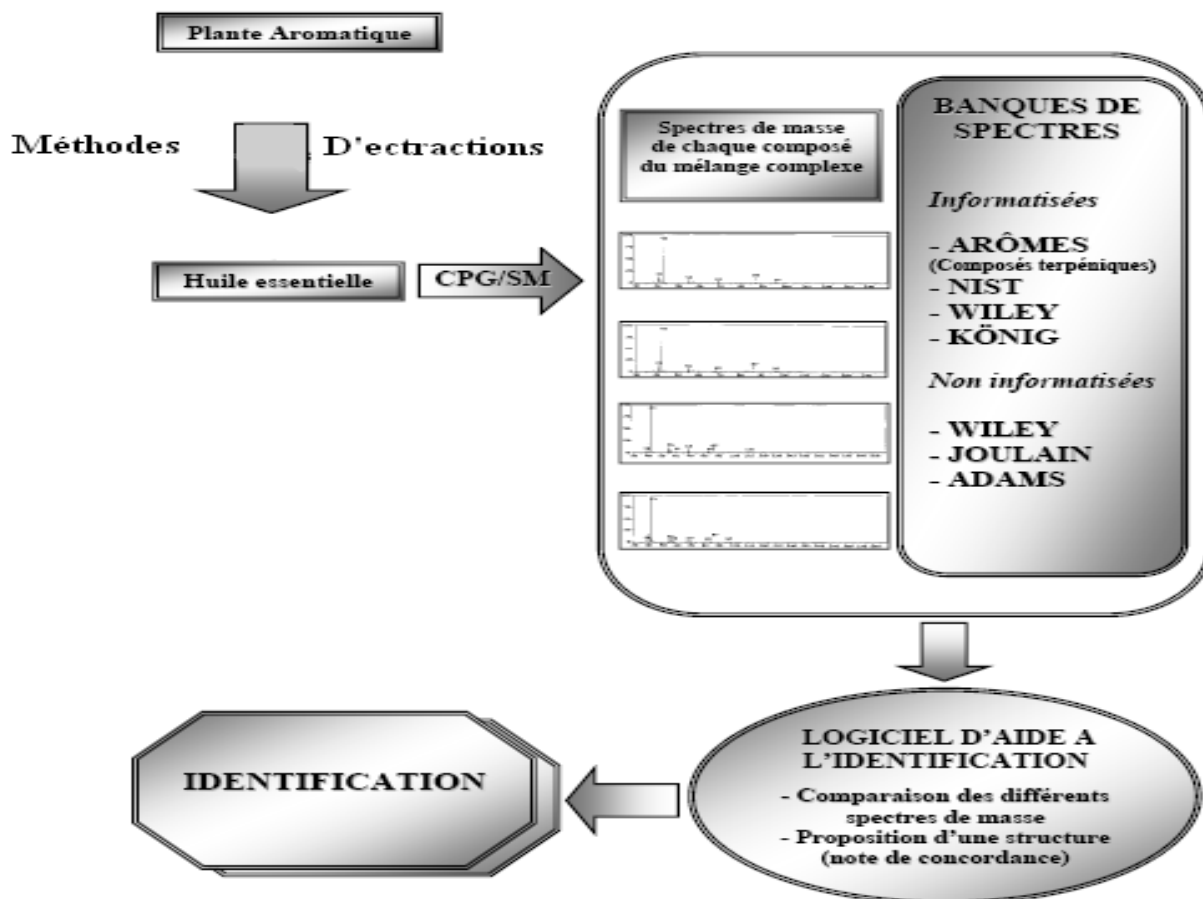 Plante Aromatique
Méthodes D'ectractions
Huile essentielle
CPG/SM
Spectres de masse
de chaque composé
du mélange complexe
BANQUES DE
SPECTRES
Informatisées
- ARÔMES
(Composés terpéniques)
- NIST
- WILEY
- KÖNIG
Non informatisées
- WILEY
- JOULAIN
- ADAMS
LOGICIEL D'AIDE A
L'IDENTIFICATION
- Comparaison des différents
spectres de masse
- Proposition d'une structure
(note de concordance)
IDENTIFICATION